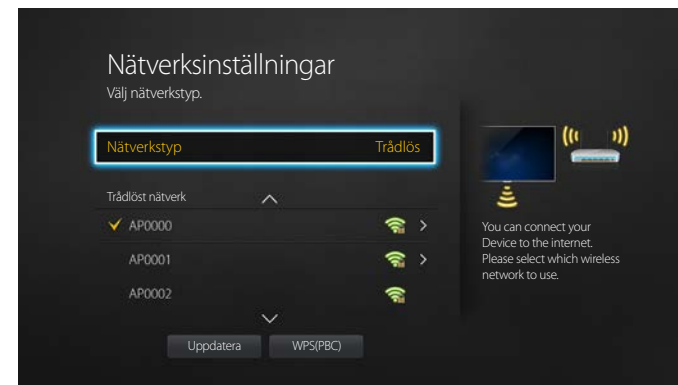 Nätverksinställningar
Välj nätverkstyp.
Nätverkstyp Trådlös
Trådlöst nätverk
AP0000
AP0001
AP0002
Uppdatera WPS(PBC)
You can connect your
Device to the internet.
Please select which wireless
network to use.